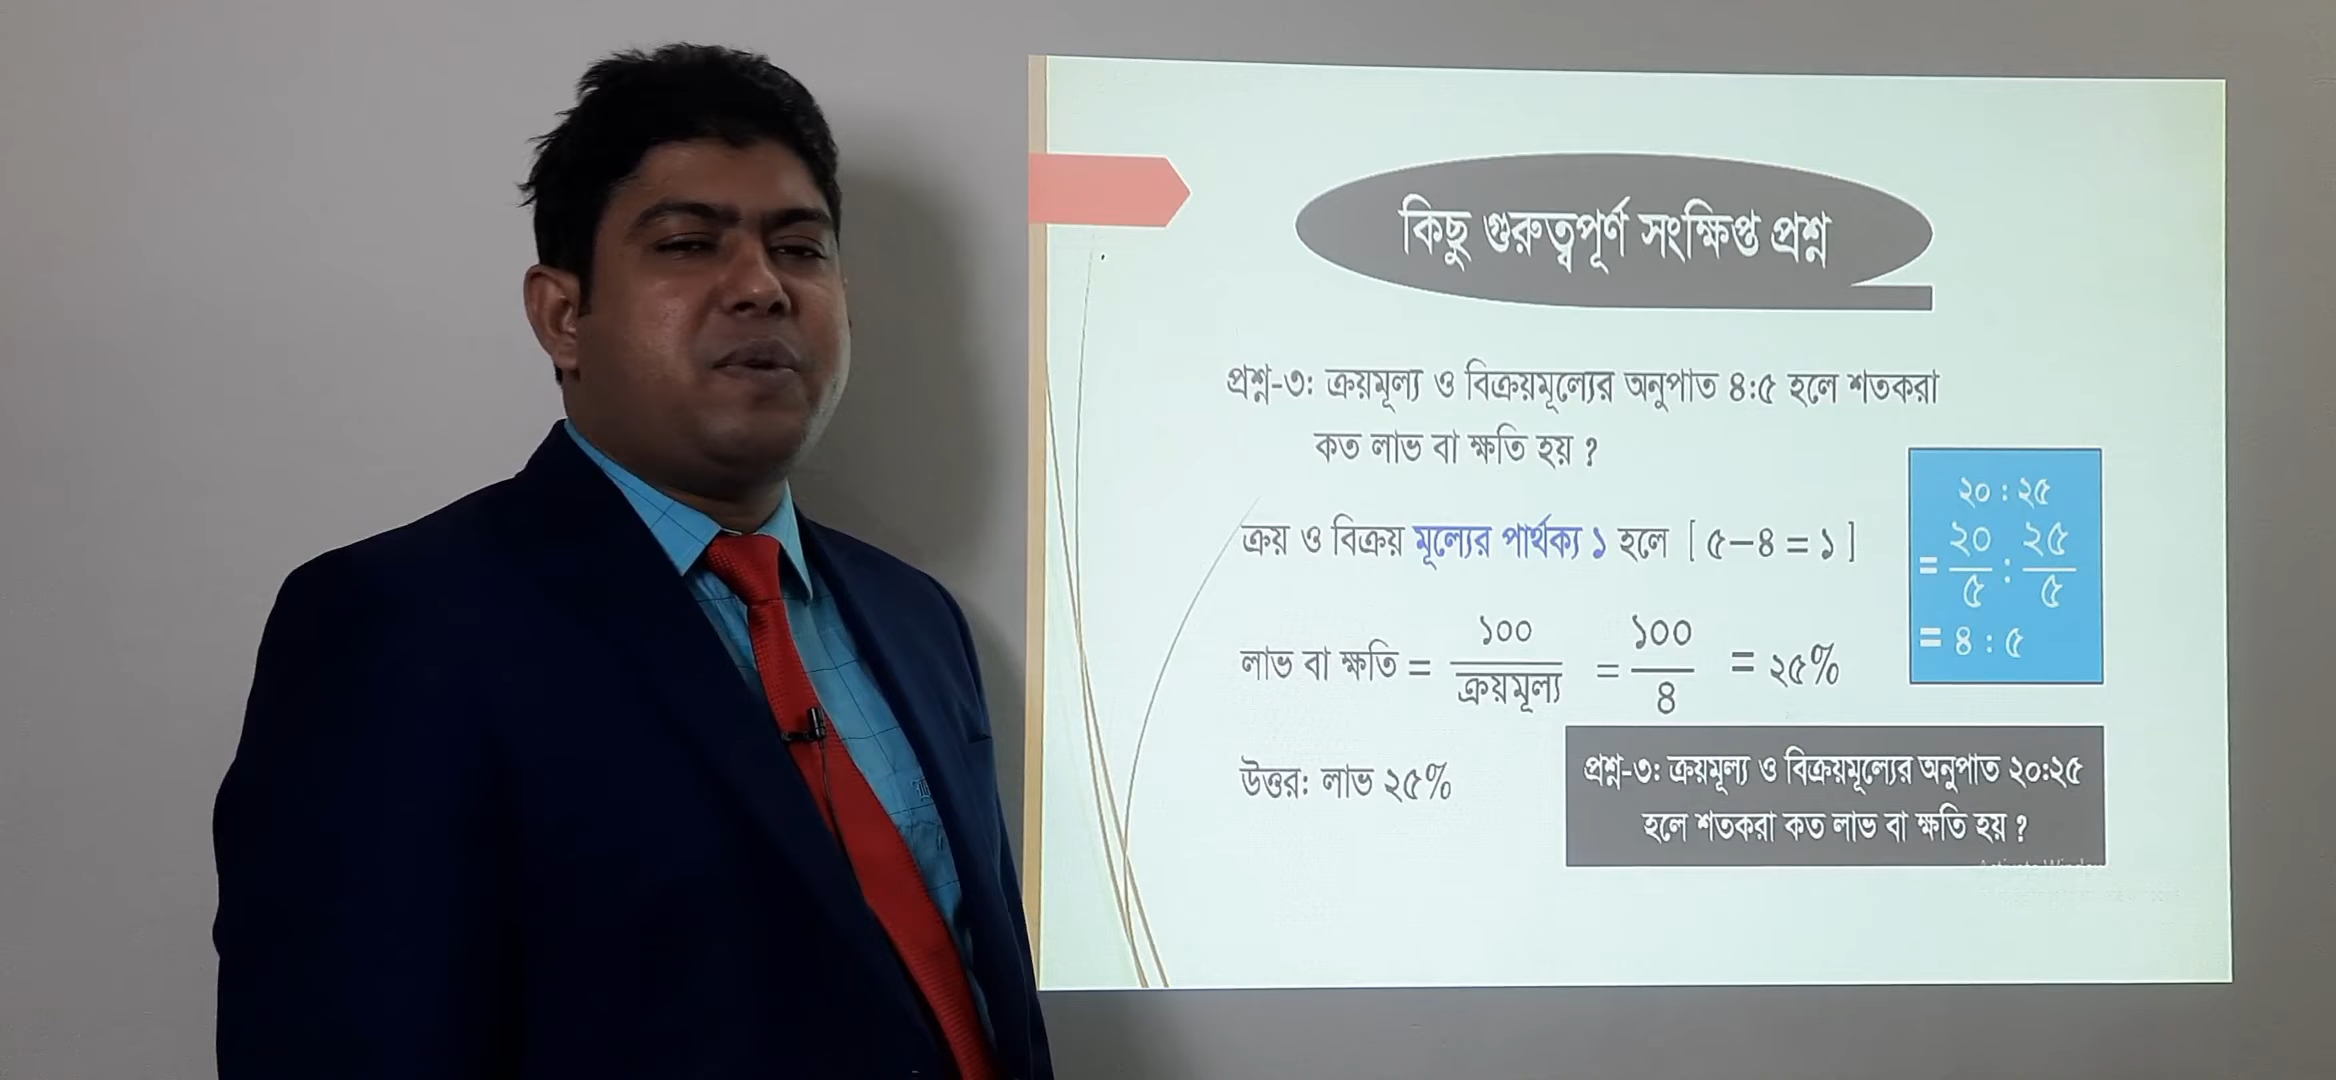 কিছু গুরুত্বপূর্ণ সংক্ষিপ্ত প্রশ্ন
প্রশ্ন-৩: ক্রয়মূল্য ও বিক্রয়মূল্যের অনুপাত ৪:৫ হলে শতকরা
কত লাভ বা ক্ষতি হয় ?
ক্রয় ও বিক্রয় মূল্যের পার্থক্য ১ হলে [ ৫–৪ = ১ ]
লাভ বা ক্ষতি = ১০০/ক্রয়মূল্য = ১০০/৪ = ২৫%
উত্তর: লাভ ২৫%
২০ : ২৫
= ২০/৫ : ২৫/৫
= ৪ : ৫
প্রশ্ন-৩: ক্রয়মূল্য ও বিক্রয়মূল্যের অনুপাত ২০:২৫
হলে শতকরা কত লাভ বা ক্ষতি হয় ?